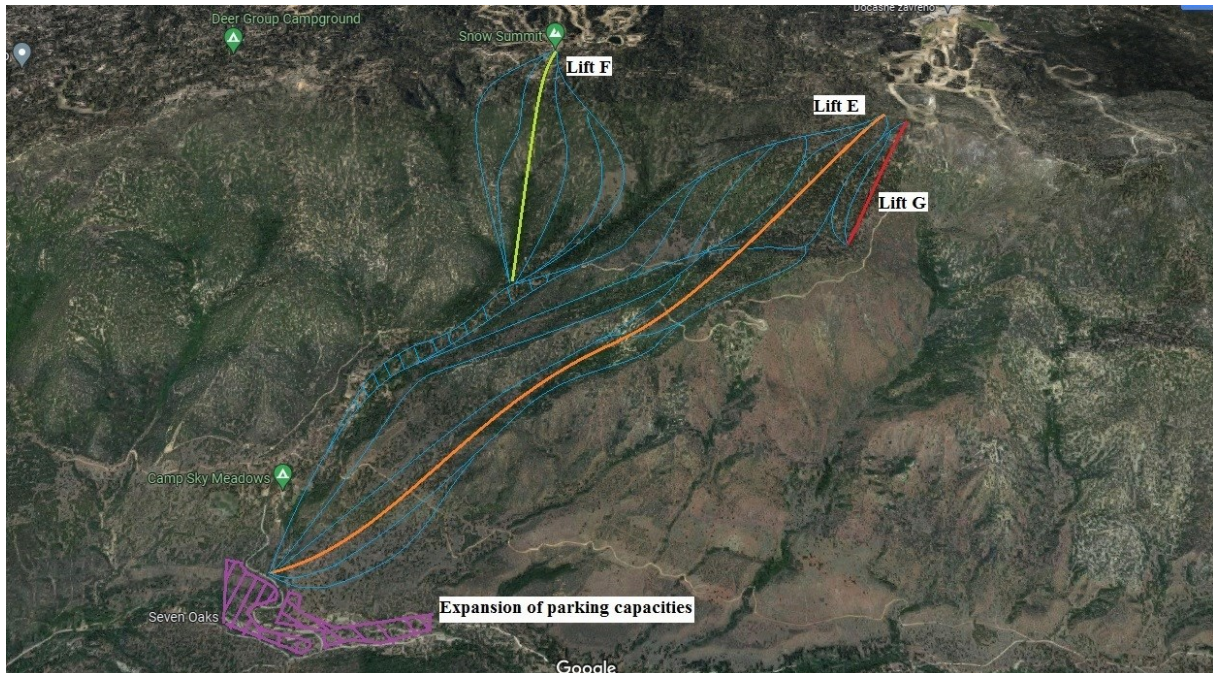 Dočasně zavřeno
Deer Group Campground
Snow Summit
Lift F
Lift E
Lift G
Camp Sky Meadows
Expansion of parking capacities
Seven Oaks
Google